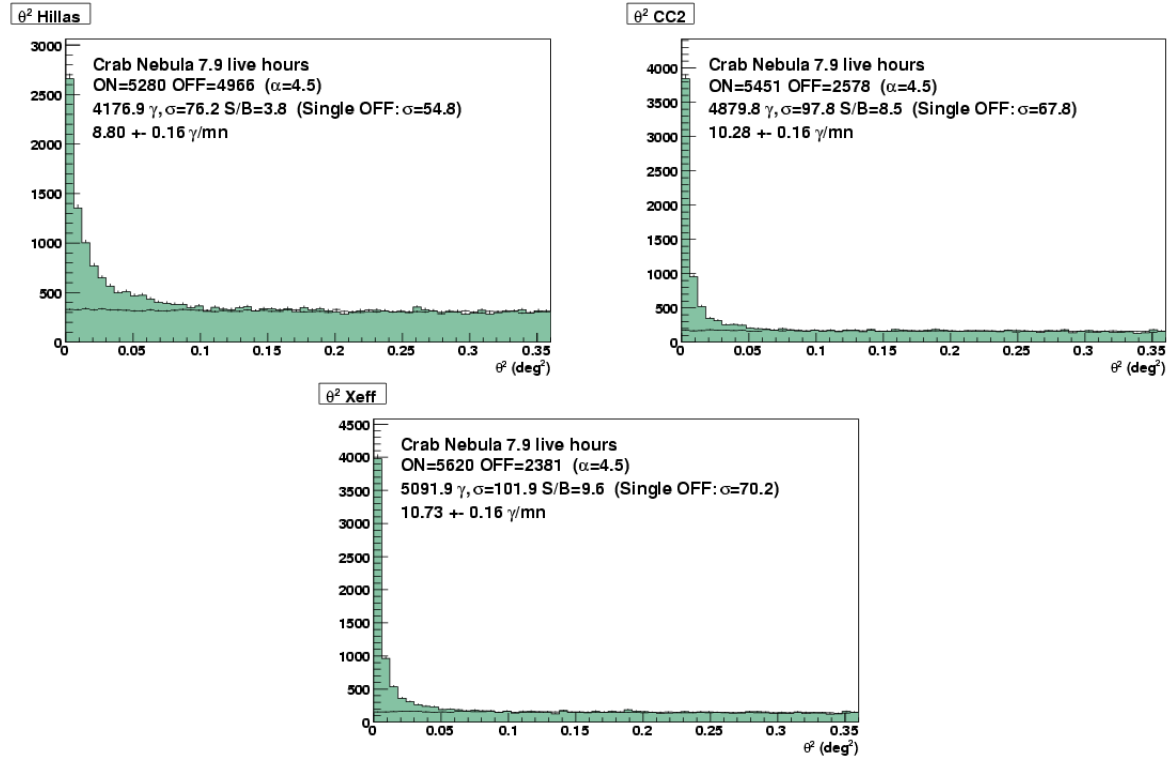 θ² Hillas
3000
2500
2000
1500
1000
500
0
Crab Nebula 7.9 live hours
ON=5280 OFF=4966 (α=4.5)
4176.9 γ, σ=76.2 S/B=3.8 (Single OFF: σ=54.8)
8.80 +- 0.16 γ/mn
0 0.05 0.1 0.15 0.2 0.25 0.3 0.35
θ² (deg²)
θ² CC2
4000
3500
3000
2500
2000
1500
1000
500
0
Crab Nebula 7.9 live hours
ON=5451 OFF=2578 (α=4.5)
4879.8 γ, σ=97.8 S/B=8.5 (Single OFF: σ=67.8)
10.28 +- 0.16 γ/mn
0 0.05 0.1 0.15 0.2 0.25 0.3 0.35
θ² (deg²)
θ² Xeff
4500
4000
3500
3000
2500
2000
1500
1000
500
0
Crab Nebula 7.9 live hours
ON=5620 OFF=2381 (α=4.5)
5091.9 γ, σ=101.9 S/B=9.6 (Single OFF: σ=70.2)
10.73 +- 0.16 γ/mn
0 0.05 0.1 0.15 0.2 0.25 0.3 0.35
θ² (deg²)